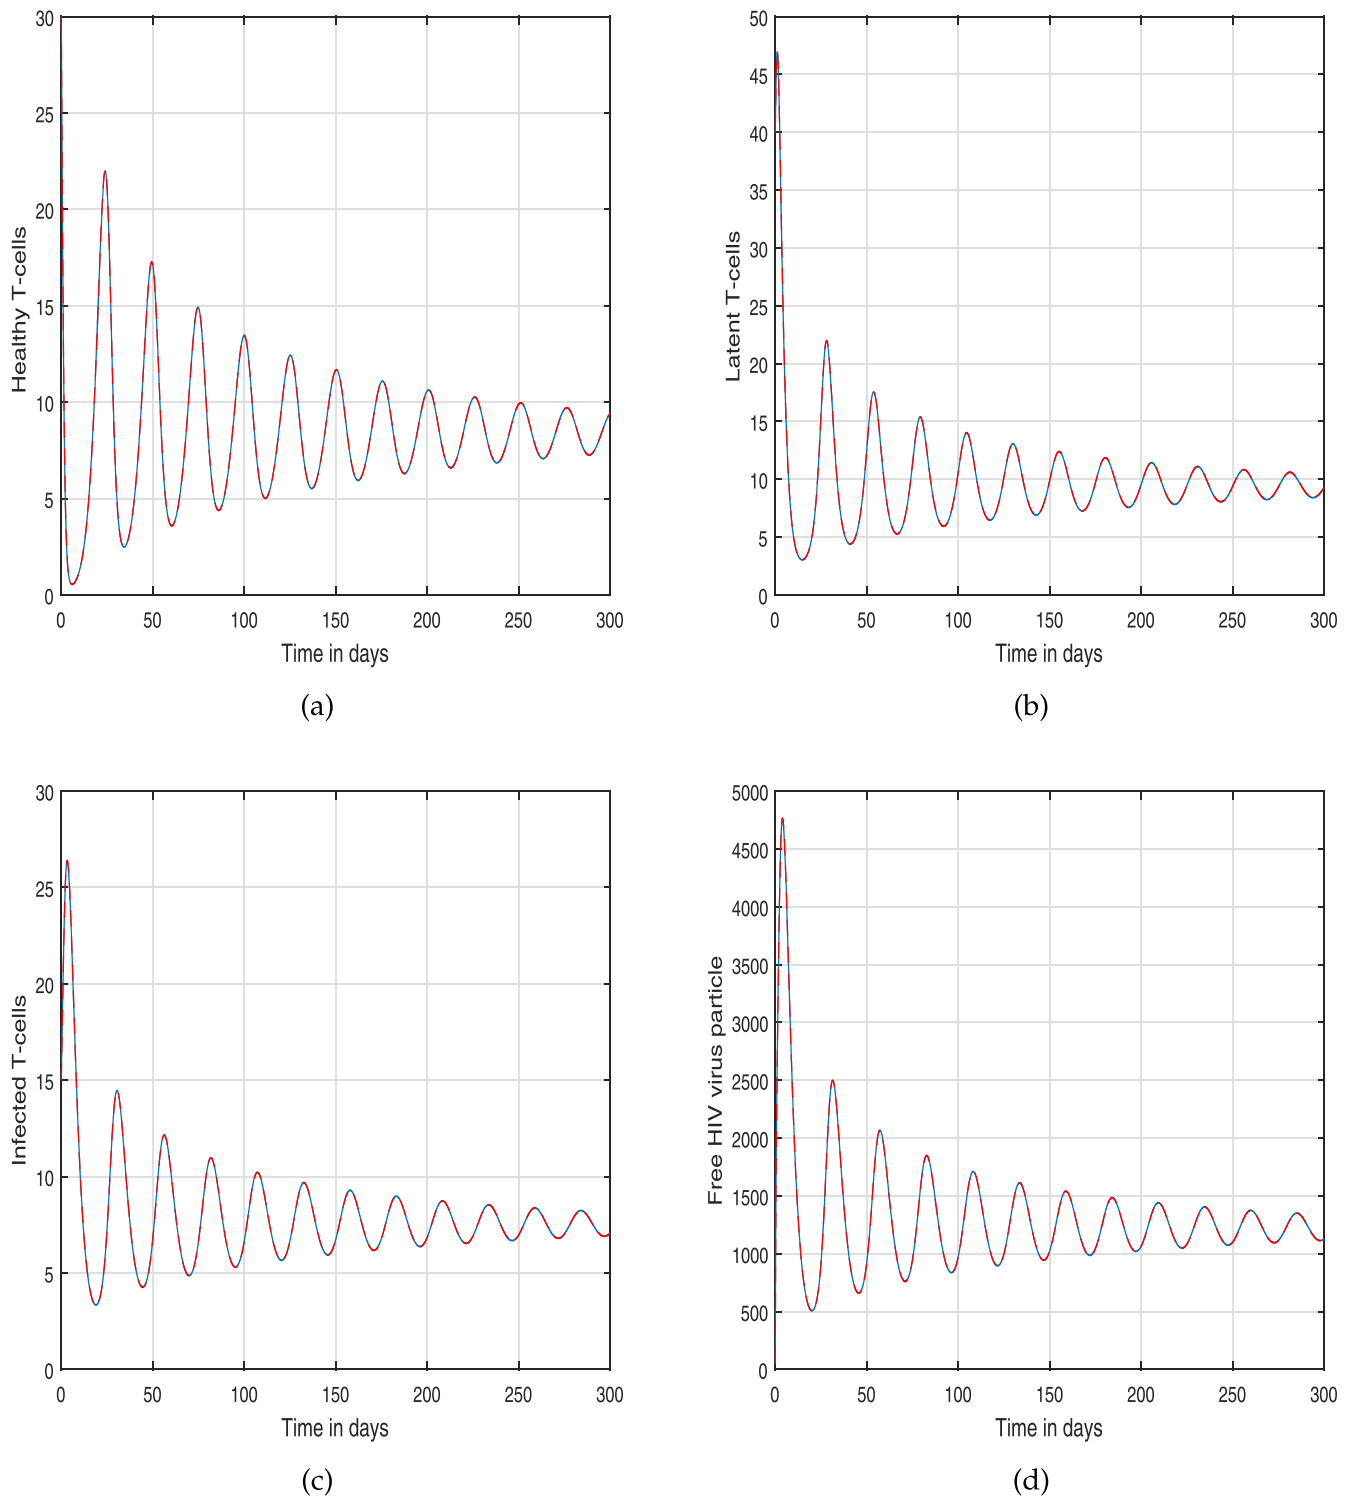 30
25
20
15
10
5
0
0 50 100 150 200 250 300
Healthy T-cells
Time in days
(a)
50
45
40
35
30
25
20
15
10
5
0
0 50 100 150 200 250 300
Latent T-cells
Time in days
(b)
30
25
20
15
10
5
0
0 50 100 150 200 250 300
Infected T-cells
Time in days
(c)
5000
4500
4000
3500
3000
2500
2000
1500
1000
500
0
0 50 100 150 200 250 300
Free HIV virus particle
Time in days
(d)